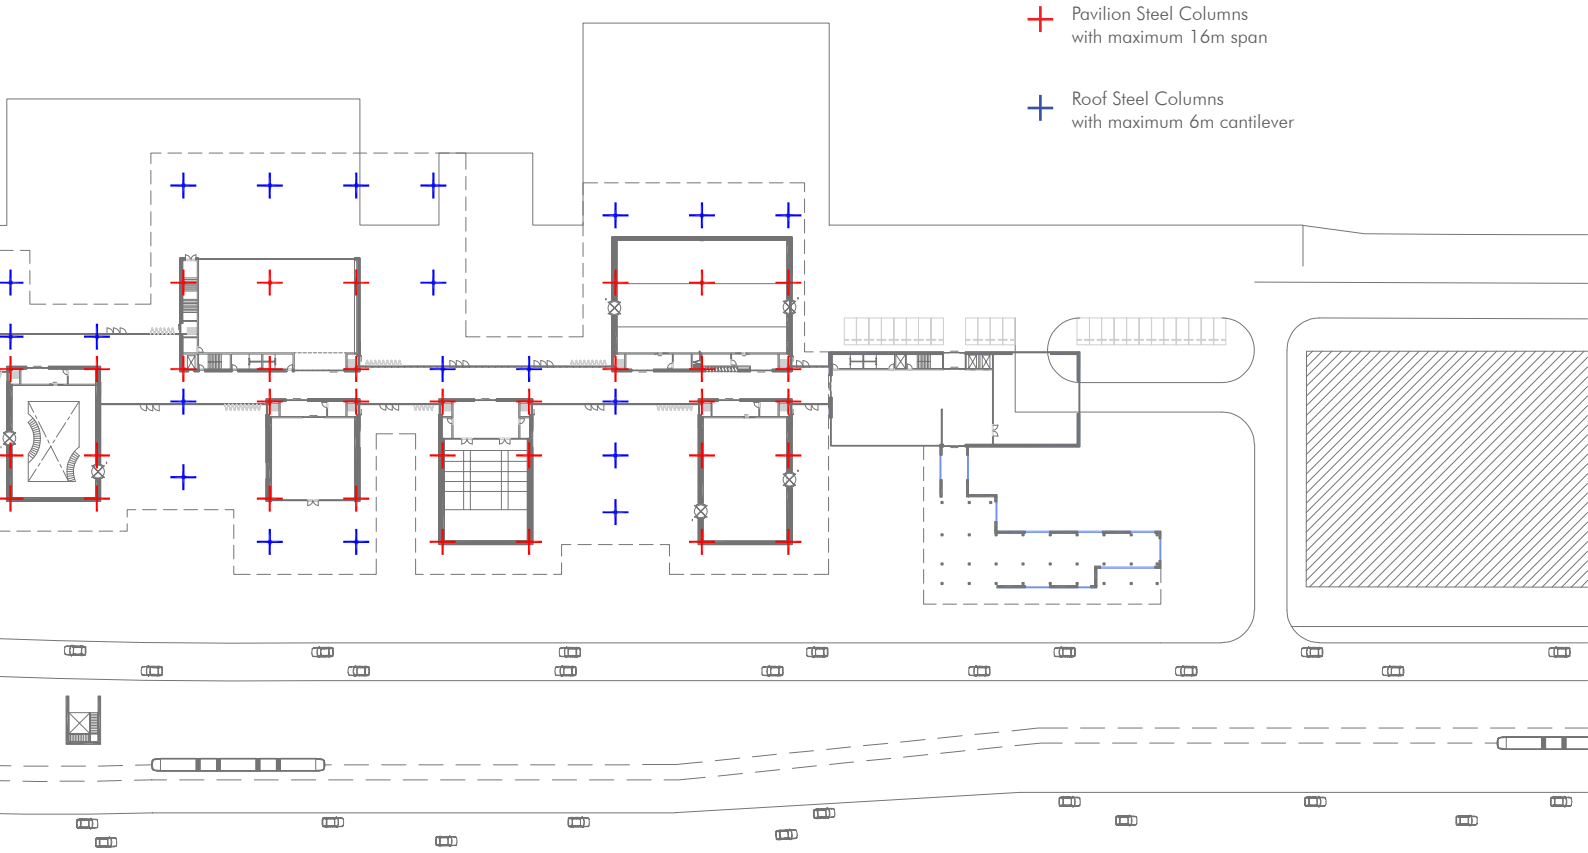 Pavilion Steel Columns
with maximum 16m span
Roof Steel Columns
with maximum 6m cantilever